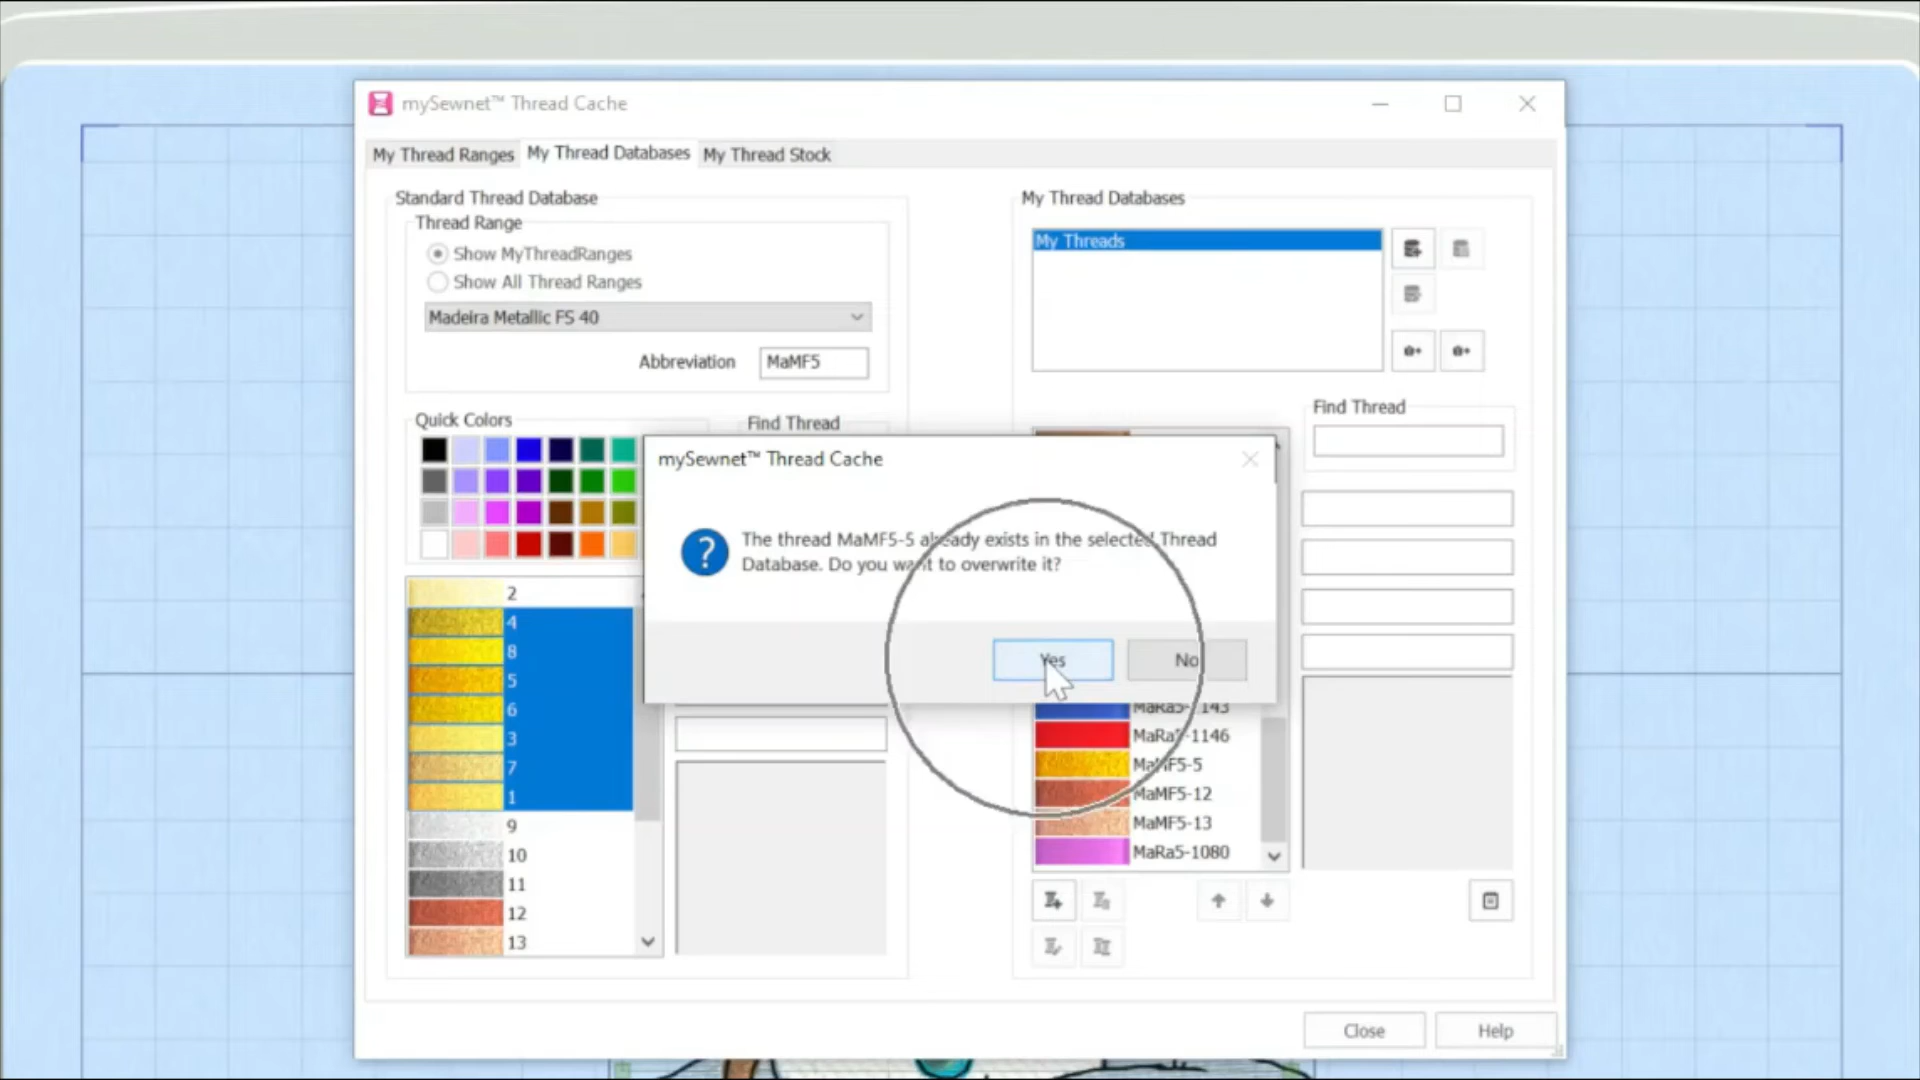 mySewnet™ Thread Cache
My Thread Ranges
My Thread Databases
My Thread Stock
Standard Thread Database
Thread Range
Show MyThreadRanges
Show All Thread Ranges
Madeira Metallic FS 40
Abbreviation
MaMF5
Quick Colors
Find Thread
2
4
8
5
6
3
7
1
9
10
11
12
13
My Thread Databases
My Threads
Find Thread
mySewnet™ Thread Cache
The thread MaMF5-5 already exists in the selected Thread
Database. Do you want to overwrite it?
Yes
No
MaRa5-1143
MaRa5-1146
MaMF5-5
MaMF5-12
MaMF5-13
MaRa5-1080
Close
Help